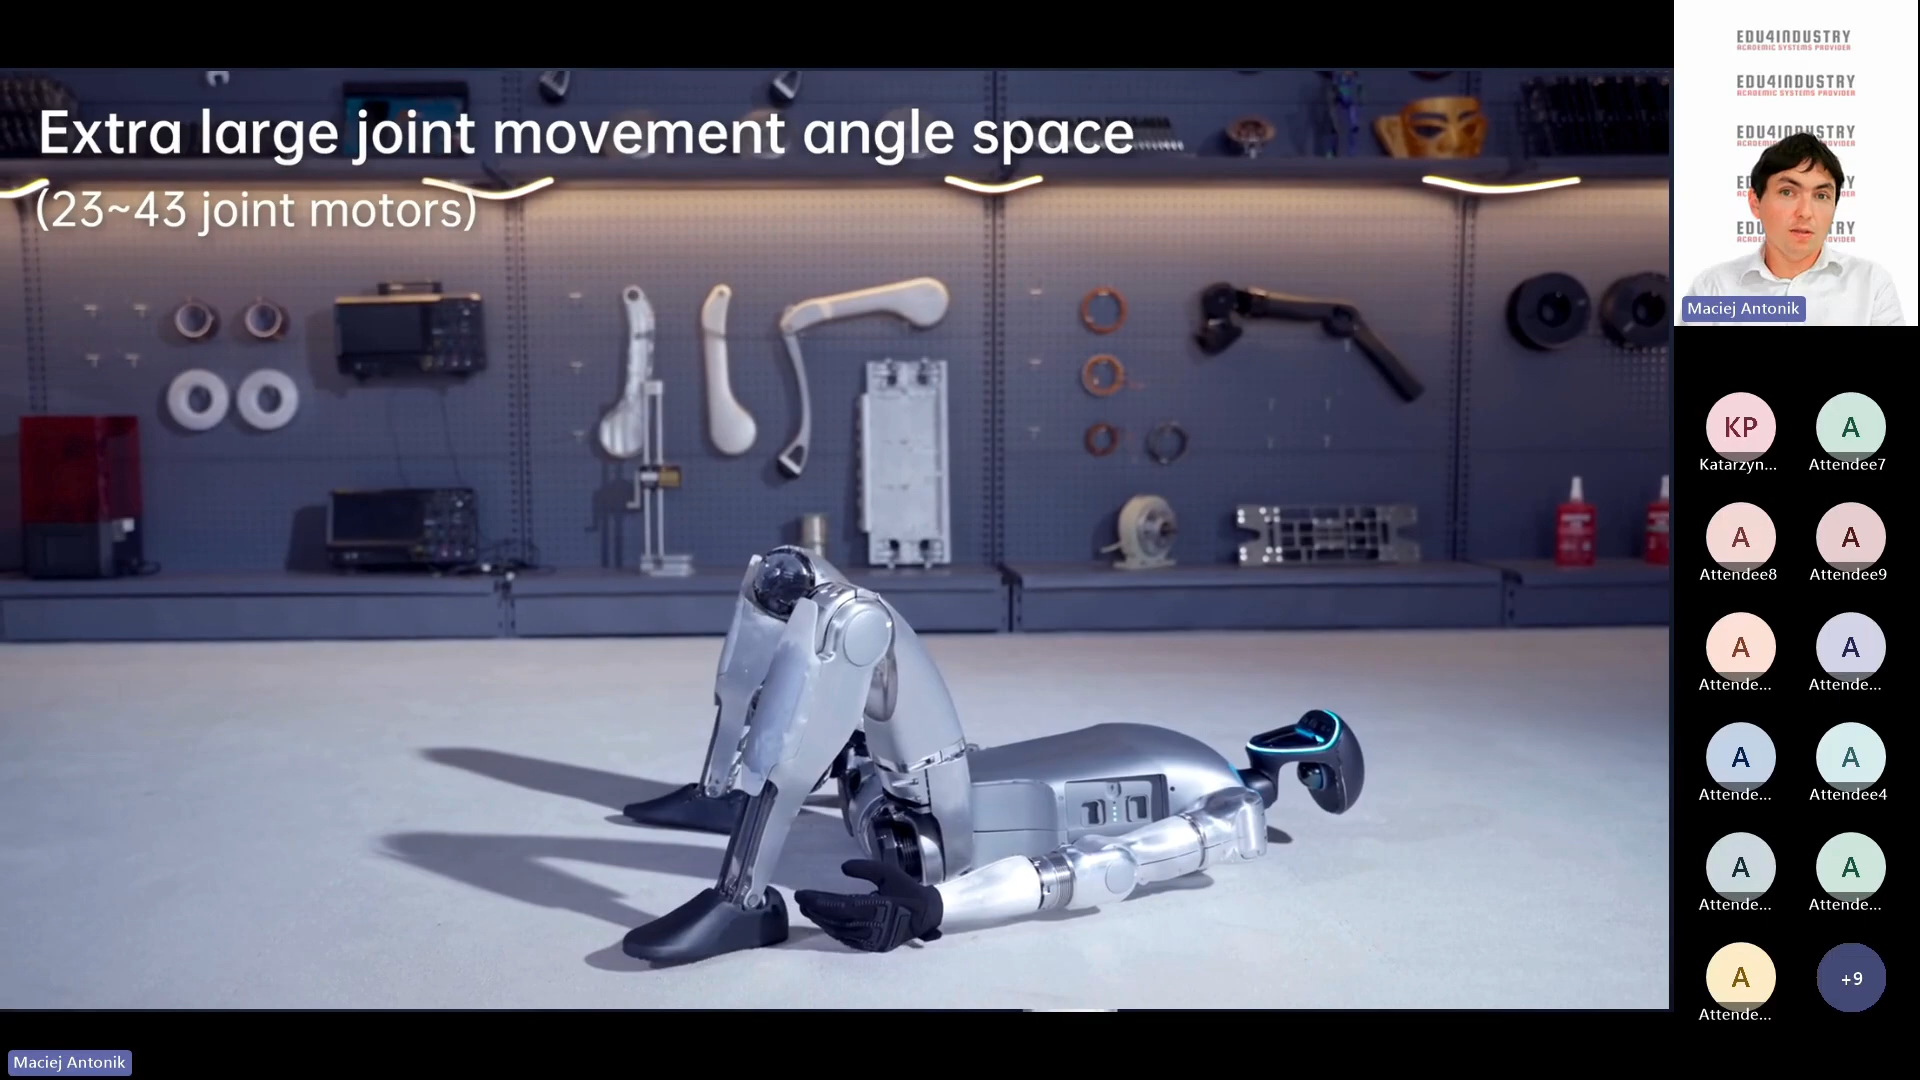 Extra large joint movement angle space
(23~43 joint motors)
EDU4INDUSTRY
ACADEMIC SYSTEMS PROVIDER
EDU4INDUSTRY
ACADEMIC SYSTEMS PROVIDER
EDU4INDUSTRY
Maciej Antonik
KP
Katarzyn...
A
Attendee7
A
Attendee8
A
Attendee9
A
Attende...
A
Attende...
A
Attende...
A
Attendee4
A
Attende...
A
Attende...
A
Attende...
+9
Maciej Antonik